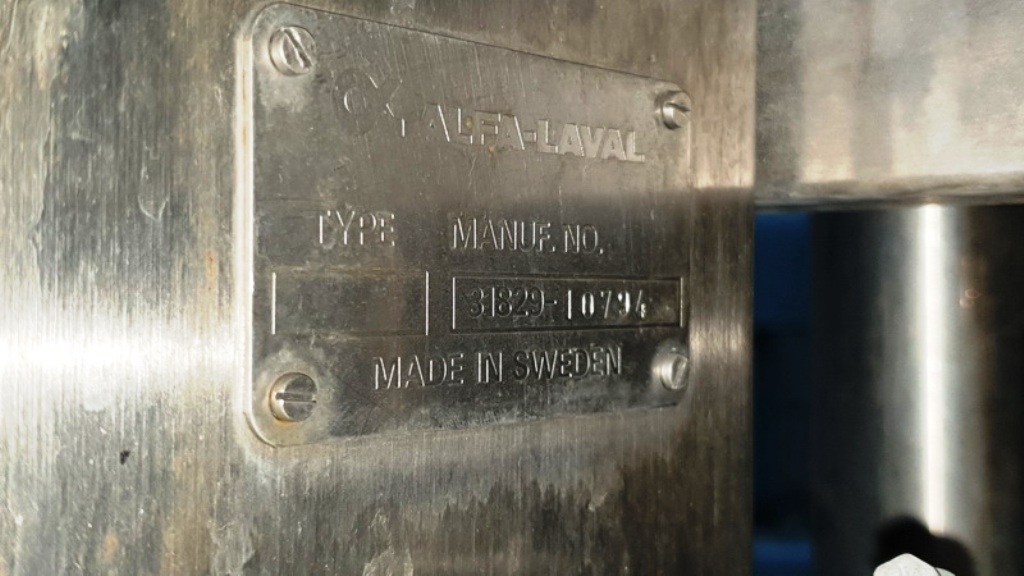 ALFA-LAVAL
TYPE MANUF. NO.
31829-10794
MADE IN SWEDEN